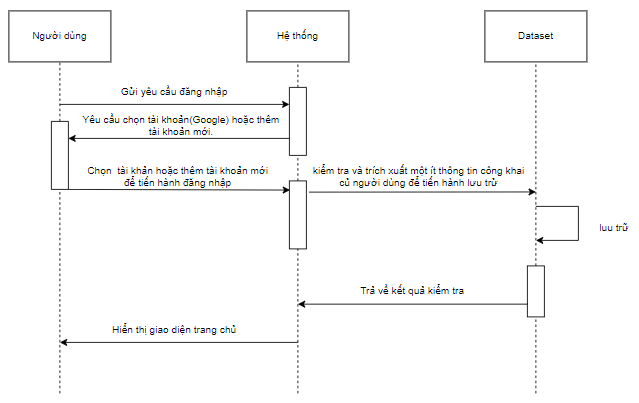 Người dùng
Hệ thống
Dataset
Gửi yêu cầu đăng nhập
Yêu cầu chọn tài khoản(Google) hoặc thêm
tài khoản mới.
Chọn tài khản hoặc thêm tài khoản mới
để tiến hành đăng nhập
kiểm tra và trích xuất một ít thông tin công khai
củ người dùng để tiến hành lưu trữ
luu trữ
Trả về kết quả kiểm tra
Hiển thị giao diện trang chủ